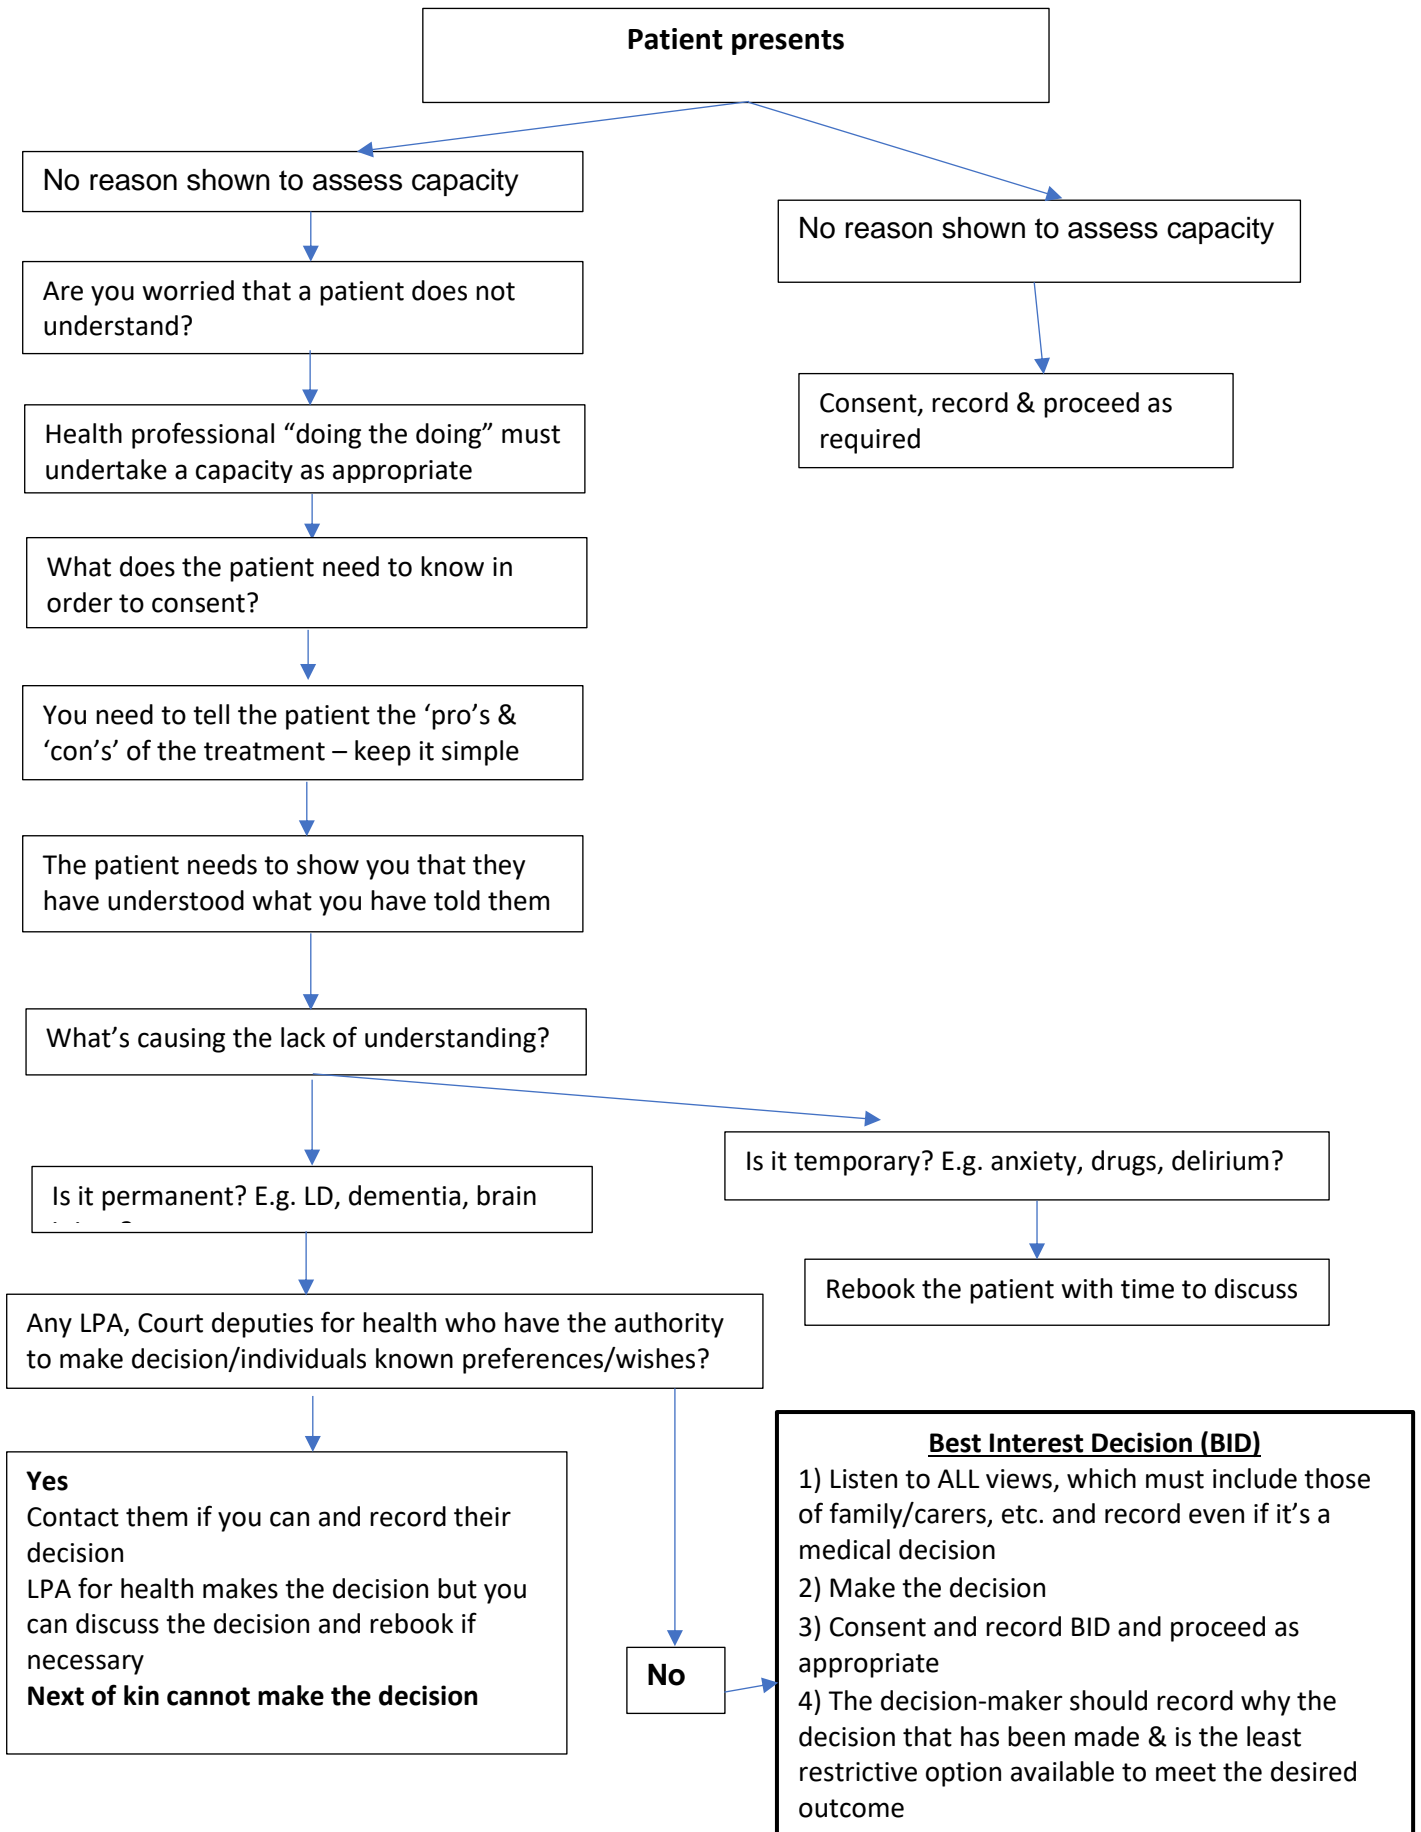 Patient presents
No reason shown to assess capacity
No reason shown to assess capacity
Are you worried that a patient does not
understand?
Consent, record & proceed as
required
Health professional “doing the doing” must
undertake a capacity as appropriate
What does the patient need to know in
order to consent?
You need to tell the patient the ‘pro’s &
‘con’s’ of the treatment – keep it simple
The patient needs to show you that they
have understood what you have told them
What’s causing the lack of understanding?
Is it temporary? E.g. anxiety, drugs, delirium?
Is it permanent? E.g. LD, dementia, brain
Rebook the patient with time to discuss
Any LPA, Court deputies for health who have the authority
to make decision/individuals known preferences/wishes?
Yes
Contact them if you can and record their
decision
LPA for health makes the decision but you
can discuss the decision and rebook if
necessary
Next of kin cannot make the decision
No
Best Interest Decision (BID)
1) Listen to ALL views, which must include those
of family/carers, etc. and record even if it’s a
medical decision
2) Make the decision
3) Consent and record BID and proceed as
appropriate
4) The decision-maker should record why the
decision that has been made & is the least
restrictive option available to meet the desired
outcome